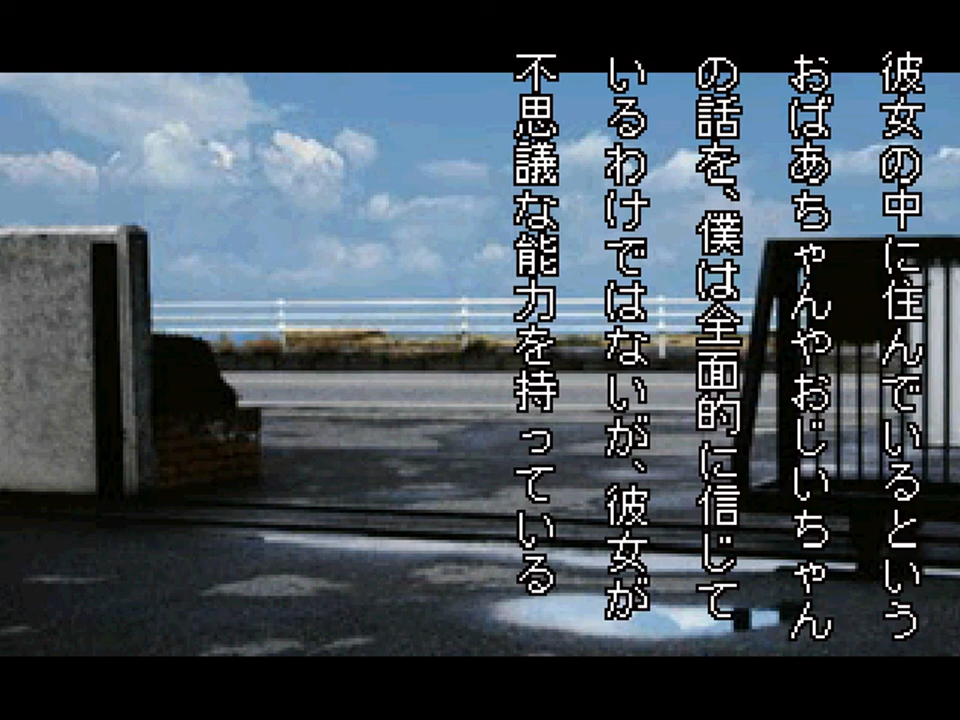 彼女の中に住んでいるという
おばあちゃんやおじいちゃん
の話を、僕は全面的に信じて
いるわけではないが、彼女が
不思議な能力を持っている